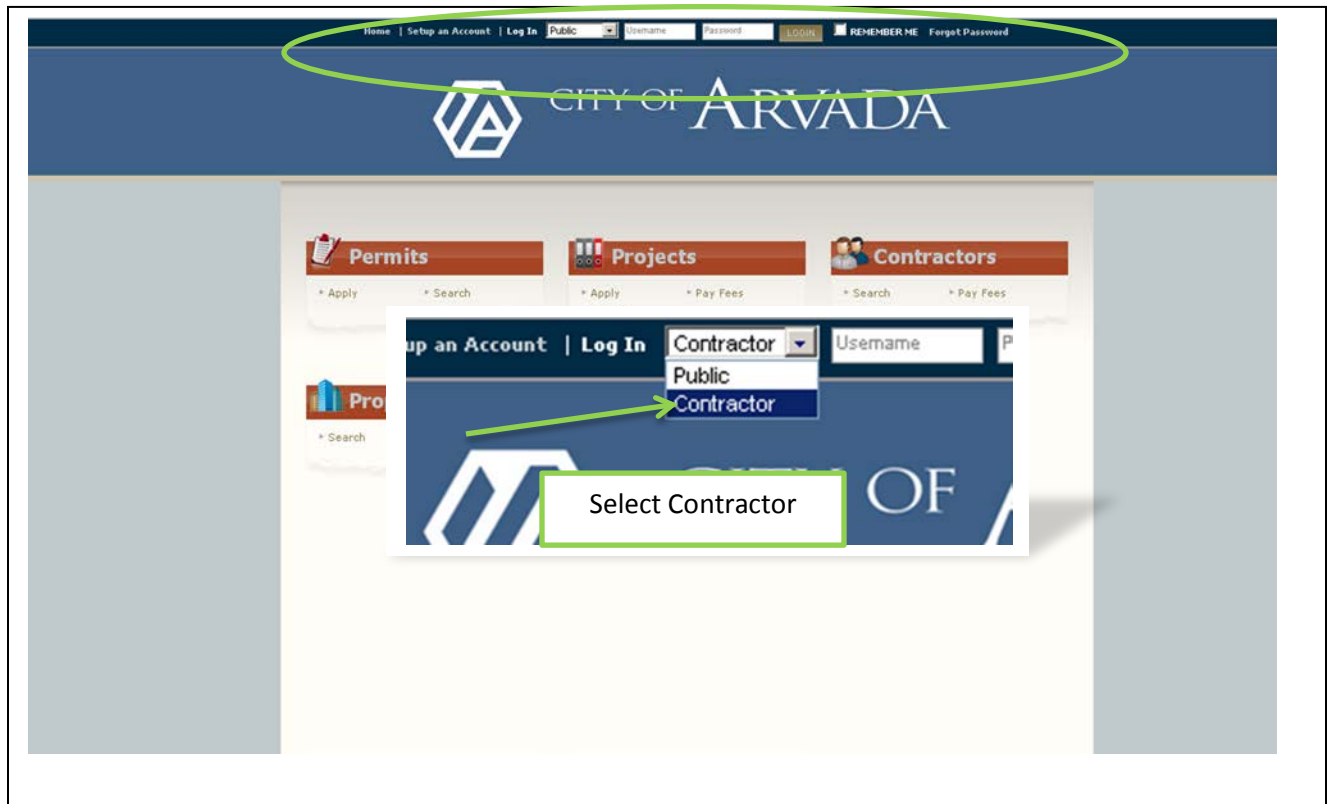 Home | Setup an Account | Log In Public Username Password LOGIN REMEMBER ME Forgot Password
CITY OF ARVADA
Permits
Projects
Contractors
Apply Search
Apply Pay Fees
Search Pay Fees
up an Account | Log In Contractor Username P
Public
Contractor
Pro
Search
CITY OF A
Select Contractor